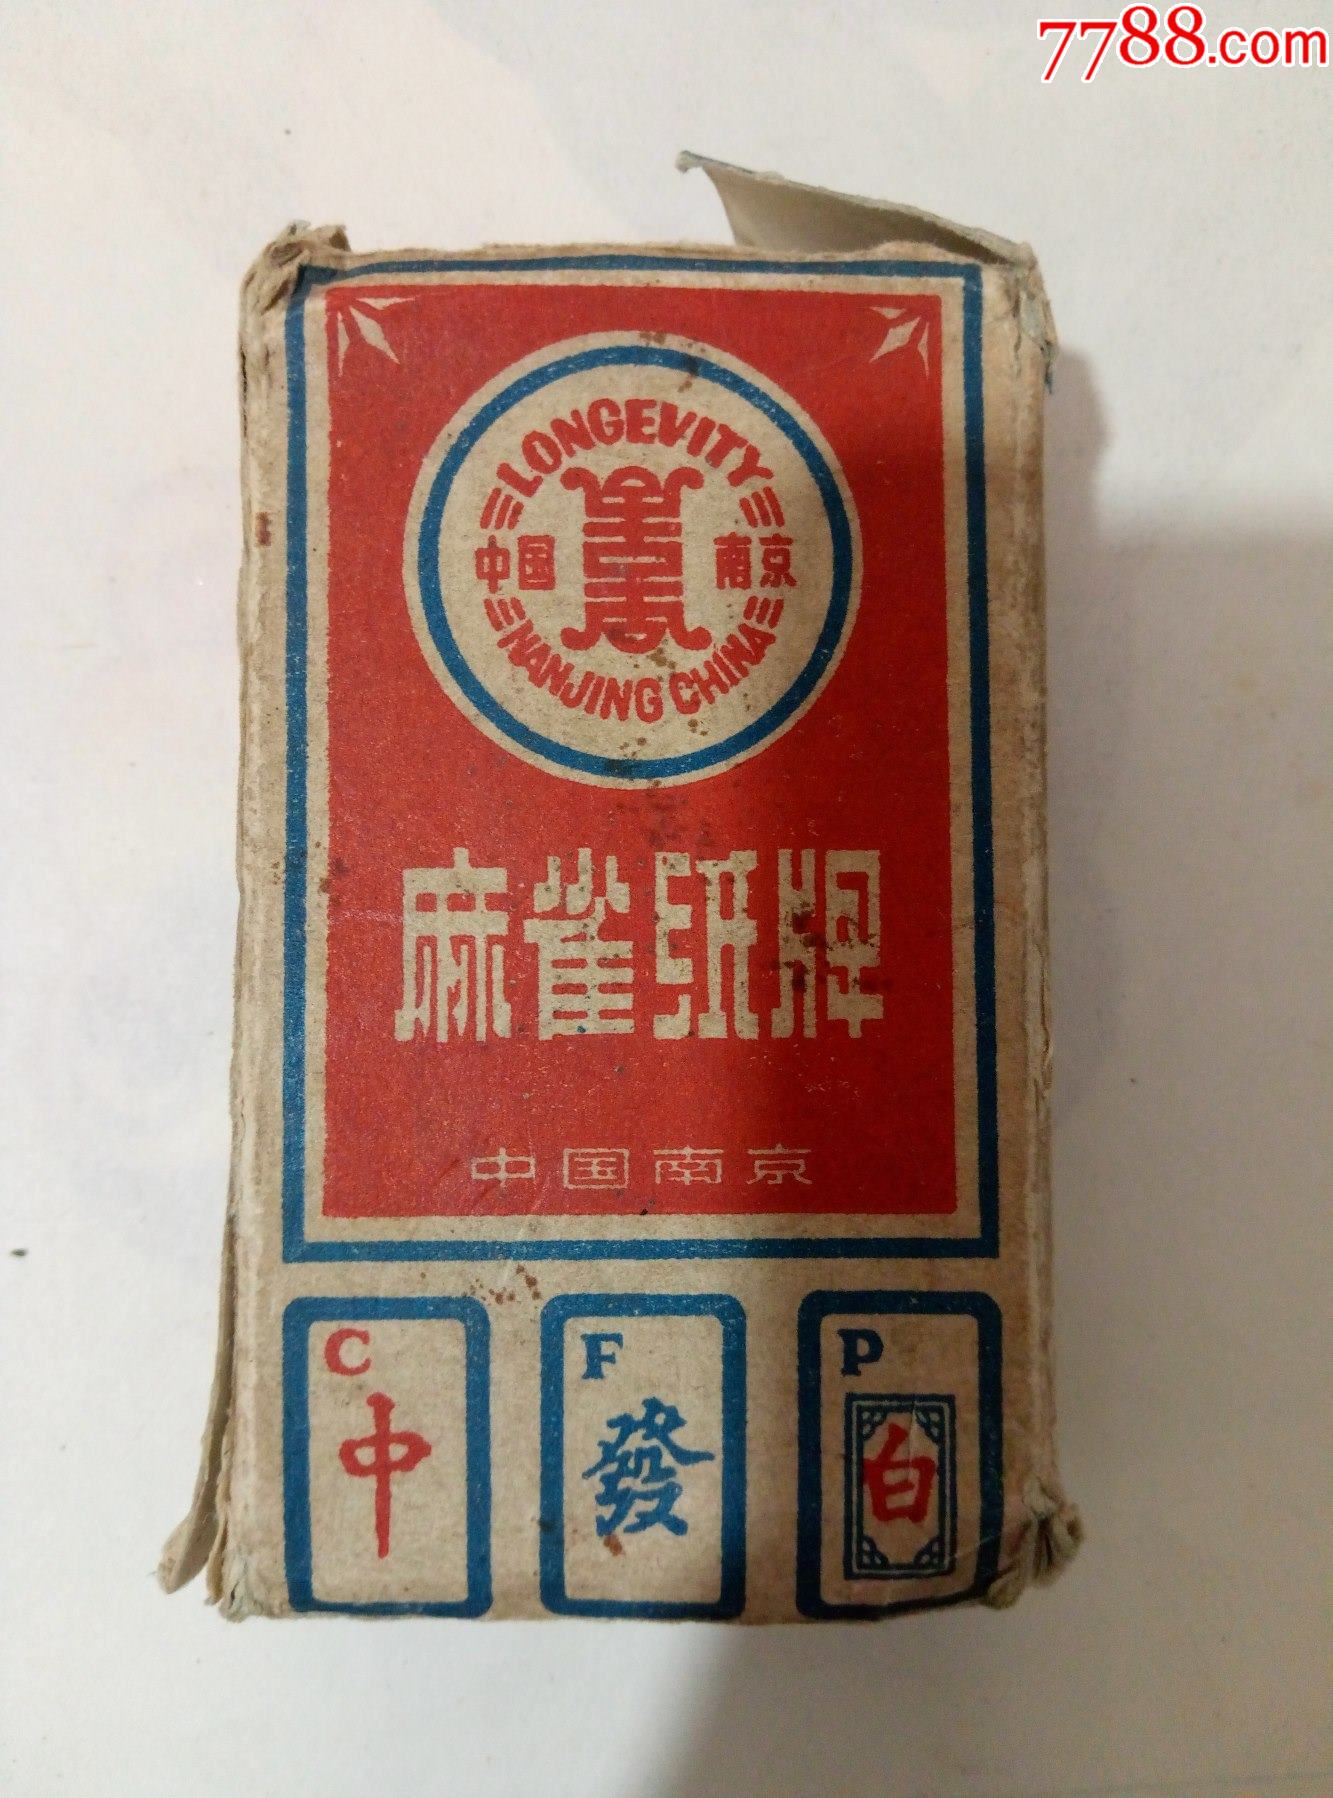 7788.com
LONGEVITY
中国 南京
NANJING CHINA
麻雀纸牌
中国南京
C F P
中 發 白